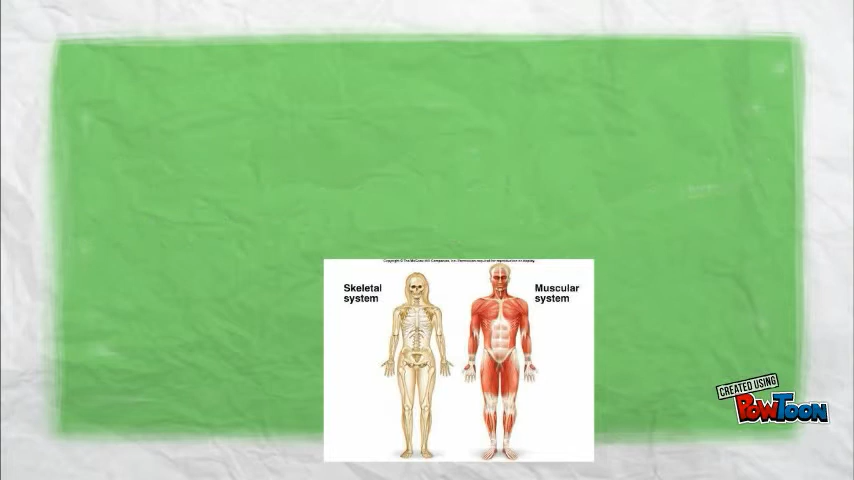 Copyright © The McGraw-Hill Companies, Inc. Permission required for reproduction or display.
Skeletal
system
Muscular
system
CREATED USING
POWTOON